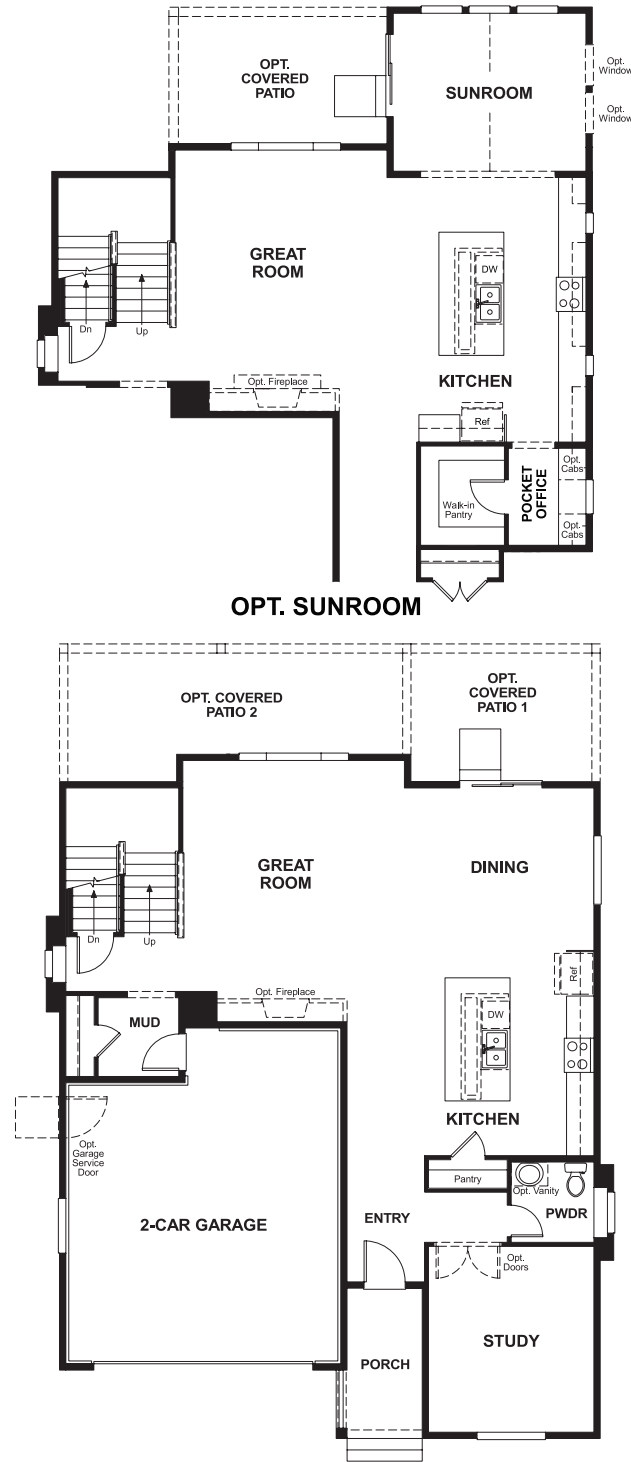 OPT.
COVERED
PATIO
SUNROOM
Opt.
Window
Opt.
Window
GREAT
ROOM
DW
Dn
Up
Opt. Fireplace
KITCHEN
Ref
Walk-in
Pantry
POCKET
OFFICE
Opt.
Cabs
Opt.
Cabs
OPT. SUNROOM
OPT. COVERED
PATIO 2
OPT.
COVERED
PATIO 1
GREAT
ROOM
DINING
Dn
Up
Ref
Opt. Fireplace
MUD
DW
KITCHEN
Opt.
Garage
Service
Door
Pantry
Opt. Vanity
PWDR
2-CAR GARAGE
ENTRY
Opt.
Doors
STUDY
PORCH